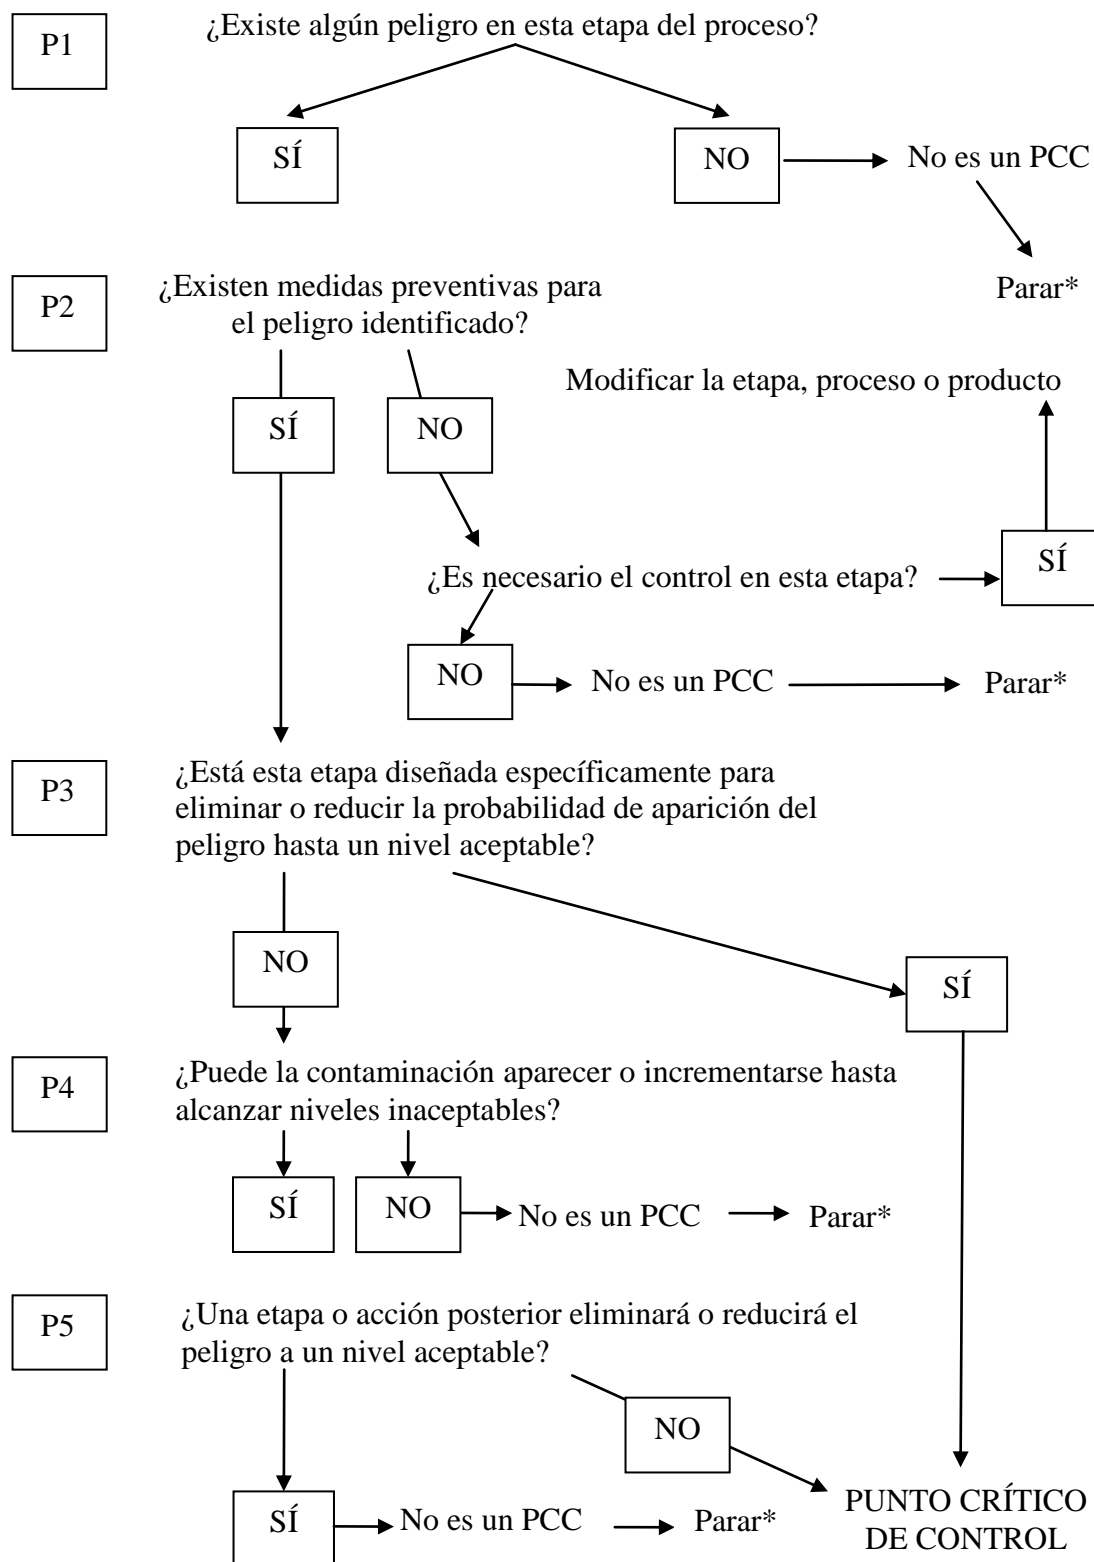 P1
¿Existe algún peligro en esta etapa del proceso?
SÍ
NO
No es un PCC
Parar*
P2
¿Existen medidas preventivas para
el peligro identificado?
Modificar la etapa, proceso o producto
SÍ
NO
¿Es necesario el control en esta etapa?
SÍ
NO
No es un PCC
Parar*
P3
¿Está esta etapa diseñada específicamente para
eliminar o reducir la probabilidad de aparición del
peligro hasta un nivel aceptable?
NO
SÍ
P4
¿Puede la contaminación aparecer o incrementarse hasta
alcanzar niveles inaceptables?
SÍ
NO
No es un PCC
Parar*
P5
¿Una etapa o acción posterior eliminará o reducirá el
peligro a un nivel aceptable?
NO
SÍ
No es un PCC
Parar*
PUNTO CRÍTICO
DE CONTROL